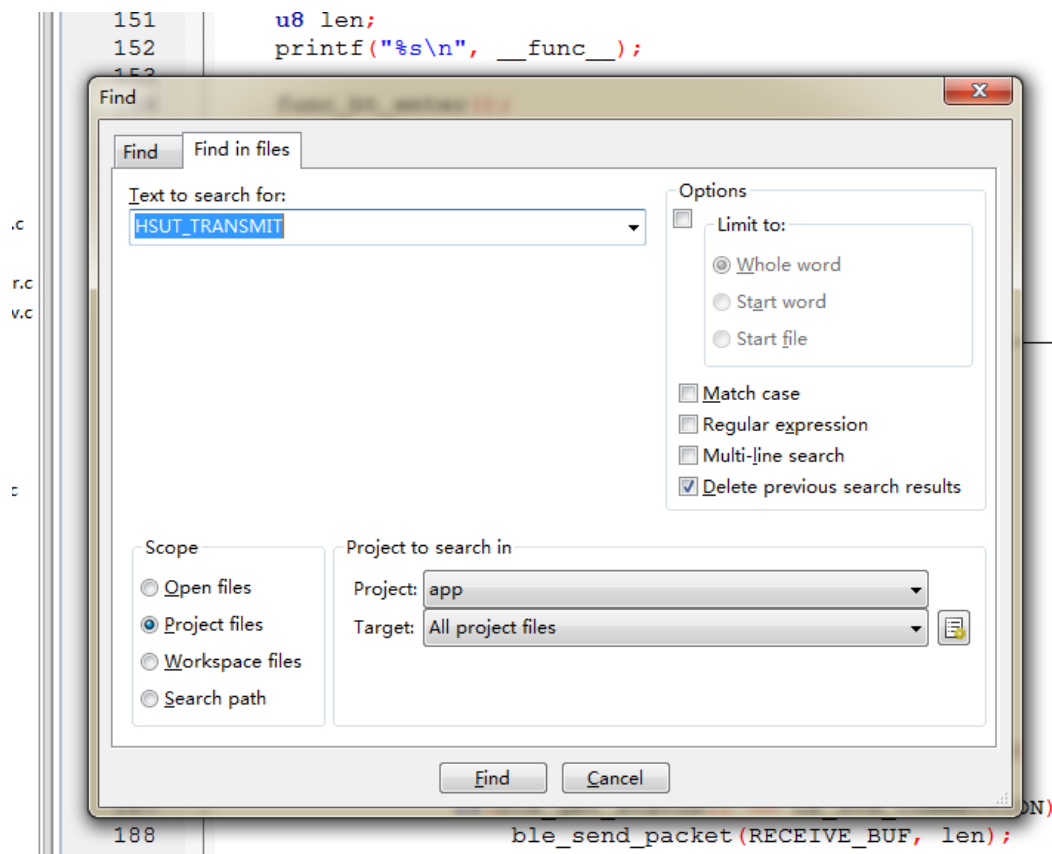 151 u8 len;
152 printf("%s\n", __func__);
Find
Find
Find in files
Text to search for:
HSUT_TRANSMIT
Options
Limit to:
Whole word
Start word
Start file
Match case
Regular expression
Multi-line search
Delete previous search results
Scope
Open files
Project files
Workspace files
Search path
Project to search in
Project: app
Target: All project files
Find
Cancel
.c
r.c
v.c
c
ON)
188 ble_send_packet(RECEIVE_BUF, len);